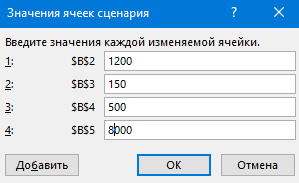 Значения ячеек сценария ? ×
Введите значения каждой изменяемой ячейки.
1: $B$2 1200
2: $B$3 150
3: $B$4 500
4: $B$5 8000
Добавить ОК Отмена